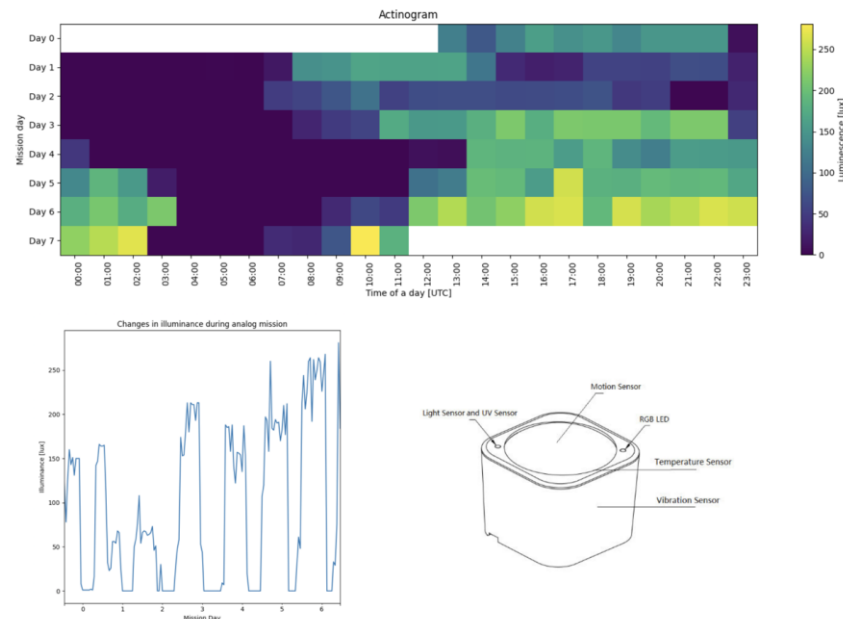 Actinogram
Day 0
Day 1
Day 2
Day 3
Day 4
Day 5
Day 6
Day 7
Mission day
00:00 01:00 02:00 03:00 04:00 05:00 06:00 07:00 08:00 09:00 10:00 11:00 12:00 13:00 14:00 15:00 16:00 17:00 18:00 19:00 20:00 21:00 22:00 23:00
Time of a day [UTC]
250
200
150
100
50
0
Luminescence [lux]
Changes in illuminance during analog mission
250
200
150
100
50
0
Illuminance [lux]
0 1 2 3 4 5 6
Mission Day
Motion Sensor
Light Sensor and UV Sensor
RGB LED
Temperature Sensor
Vibration Sensor